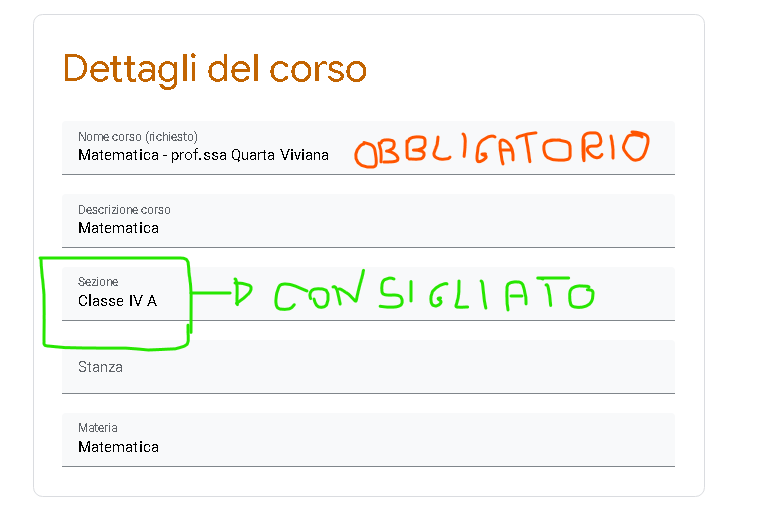 Dettagli del corso
Nome corso (richiesto)
Matematica - prof.ssa Quarta Viviana OBBLIGATORIO
Descrizione corso
Matematica
Sezione
Classe IV A CONSIGLIATO
Stanza
Materia
Matematica